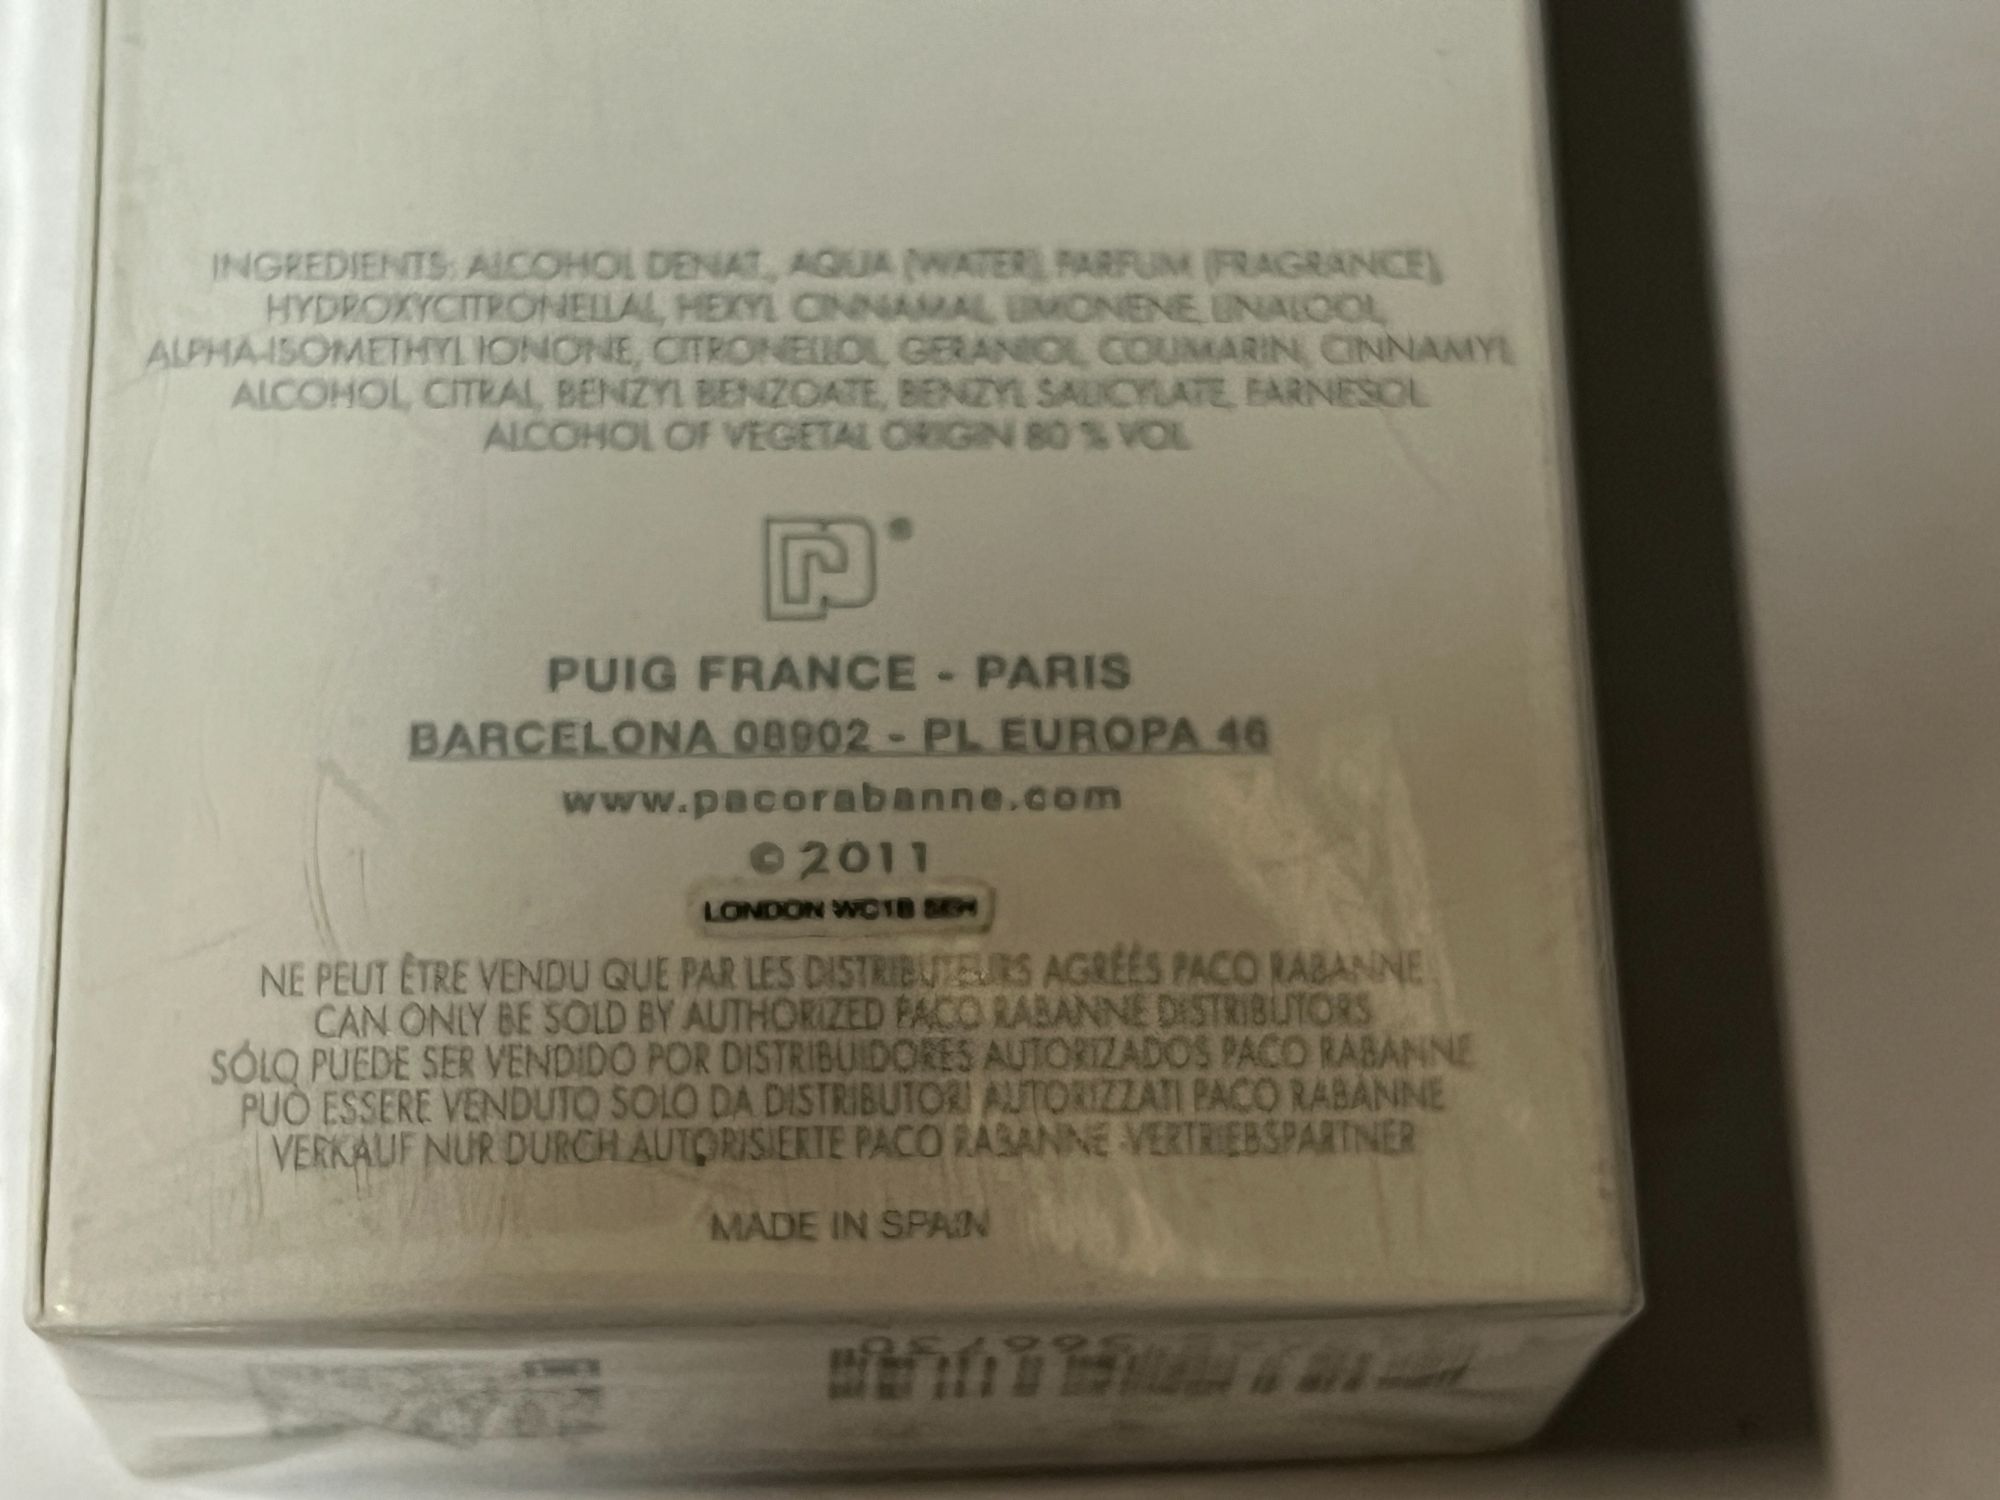 INGREDIENTS: ALCOHOL DENAT., AQUA (WATER), PARFUM (FRAGRANCE),
HYDROXYCITRONELLAL, HEXYL CINNAMAL, LIMONENE, LINALOOL,
ALPHA-ISOMETHYL IONONE, CITRONELLOL, GERANIOL, COUMARIN, CINNAMYL
ALCOHOL, CITRAL, BENZYL BENZOATE, BENZYL SALICYLATE, FARNESOL
ALCOHOL OF VEGETAL ORIGIN 80 % VOL
PUIG FRANCE - PARIS
BARCELONA 08902 - PL EUROPA 46
www.pacorabanne.com
© 2011
LONDON WC1B
NE PEUT ÊTRE VENDU QUE PAR LES DISTRIBUTEURS AGRÉÉS PACO RABANNE
CAN ONLY BE SOLD BY AUTHORIZED PACO RABANNE DISTRIBUTORS
SÓLO PUEDE SER VENDIDO POR DISTRIBUIDORES AUTORIZADOS PACO RABANNE
PUÒ ESSERE VENDUTO SOLO DA DISTRIBUTORI AUTORIZZATI PACO RABANNE
VERKAUF NUR DURCH AUTORISIERTE PACO RABANNE -VERTRIEBSPARTNER
MADE IN SPAIN